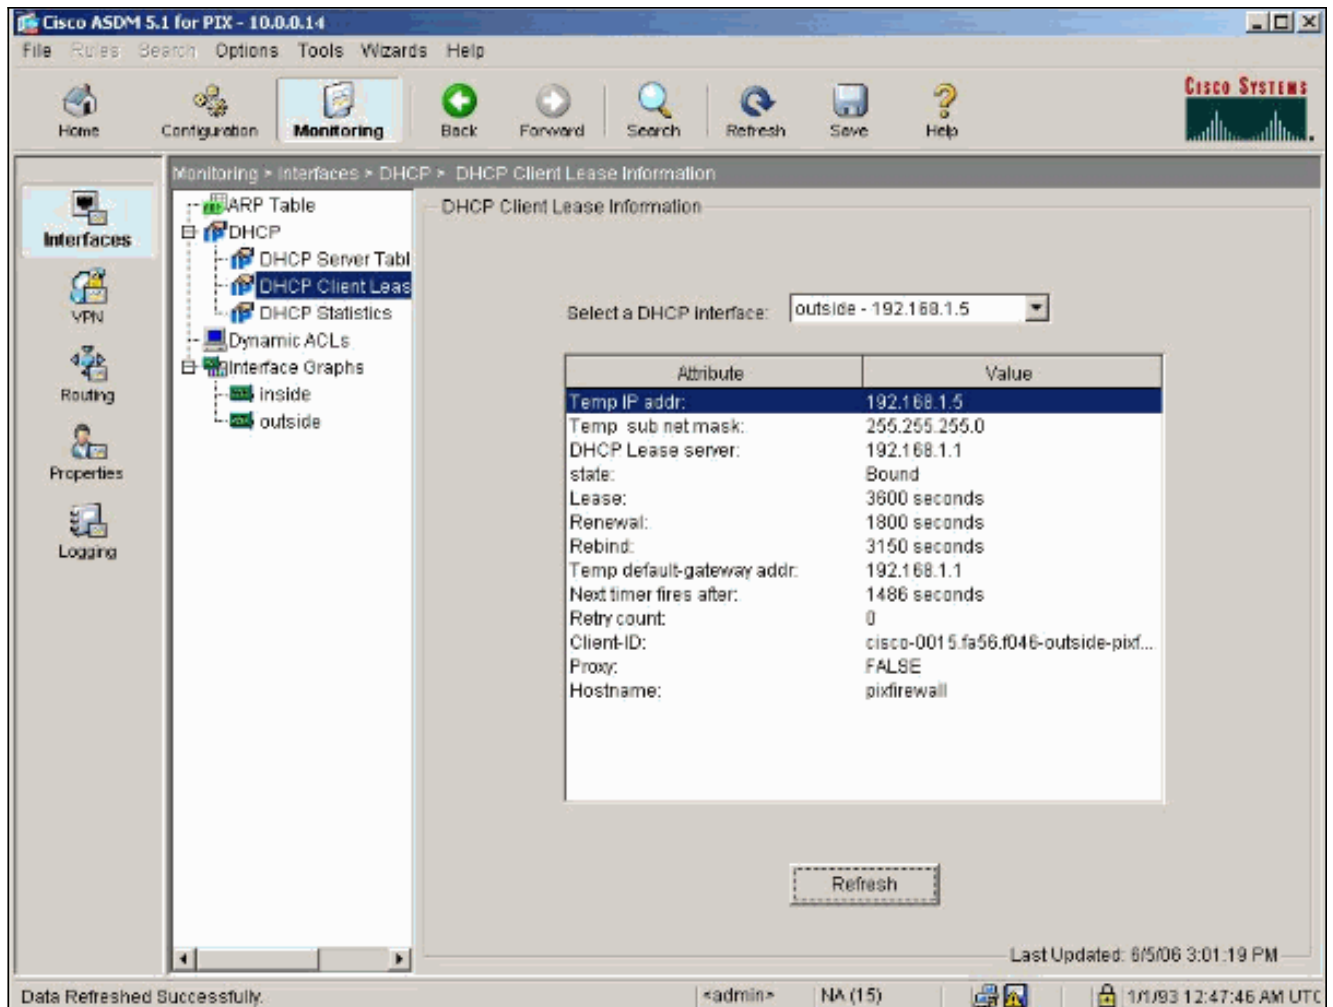 Cisco ASDM 5.1 for PIX - 10.0.0.14
File Rules Search Options Tools Wizards Help
Home Configuration Monitoring Back Forward Search Refresh Save Help
CISCO SYSTEMS
Monitoring > Interfaces > DHCP > DHCP Client Lease Information
Interfaces
VPN
Routing
Properties
Logging
ARP Table
DHCP
DHCP Server Tabl
DHCP Client Leas
DHCP Statistics
Dynamic ACLs
Interface Graphs
inside
outside
DHCP Client Lease Information
Select a DHCP interface: outside - 192.168.1.5
Attribute Value
Temp IP addr: 192.168.1.5
Temp sub net mask: 255.255.255.0
DHCP Lease server: 192.168.1.1
state: Bound
Lease: 3600 seconds
Renewal: 1800 seconds
Rebind: 3150 seconds
Temp default-gateway addr: 192.168.1.1
Next timer fires after: 1486 seconds
Retry count: 0
Client-ID: cisco-0015.fa56.f046-outside-pixf...
Proxy: FALSE
Hostname: pixfirewall
Refresh
Last Updated: 6/5/06 3:01:19 PM
Data Refreshed Successfully. <admin> NA (15) 1/1/93 12:47:46 AM UTC